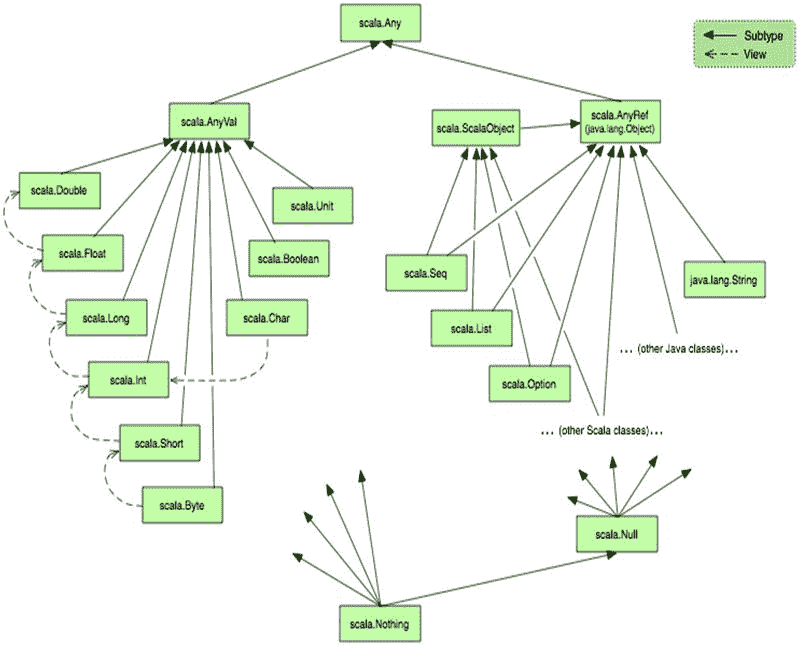 scala.Any
Subtype
View
scala.AnyVal
scala.ScalaObject
scala.AnyRef
(java.lang.Object)
scala.Double
scala.Unit
scala.Float
scala.Boolean
scala.Seq
java.lang.String
scala.Long
scala.Char
scala.List
... (other Java classes)...
scala.Int
scala.Option
scala.Short
... (other Scala classes)...
scala.Byte
scala.Null
scala.Nothing